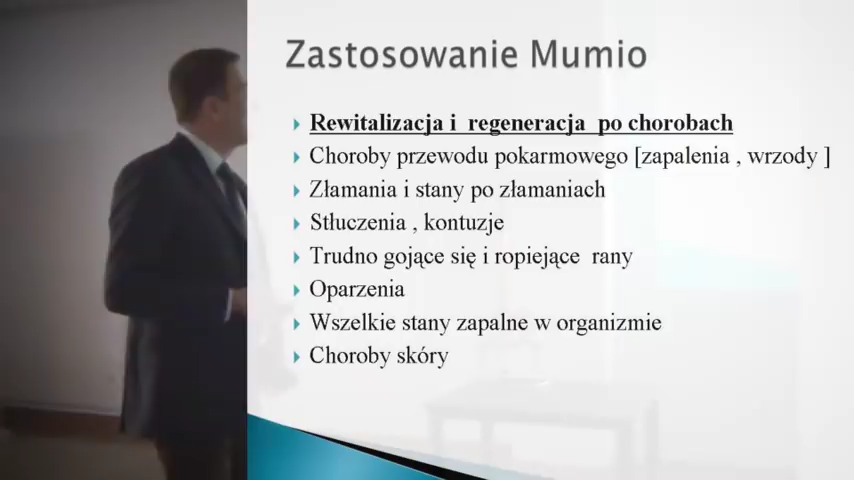 Zastosowanie Mumio
Rewitalizacja i regeneracja po chorobach
Choroby przewodu pokarmowego [zapalenia , wrzody ]
Złamania i stany po złamaniach
Stłuczenia , kontuzje
Trudno gojące się i ropiejące rany
Oparzenia
Wszelkie stany zapalne w organizmie
Choroby skóry